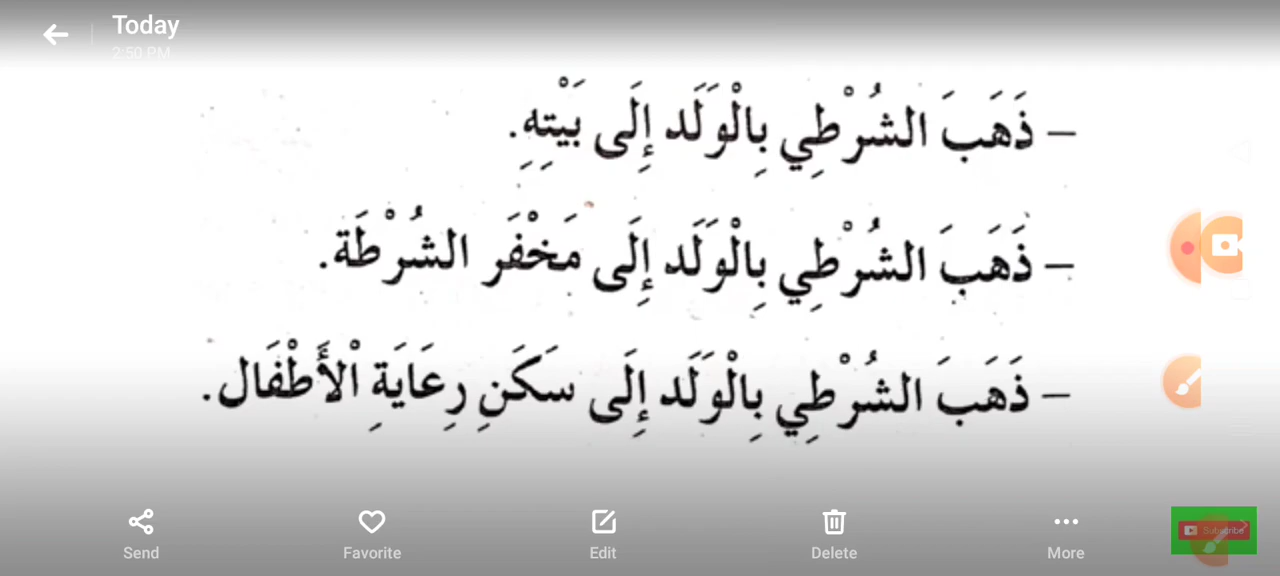 Today
2:50 PM
– ذَهَبَ الشُرْطِي بِالْوَلَد إِلَى بَيْتِهِ.
– ذَهَبَ الشُرْطِي بِالْوَلَد إِلَى مَخْفَر الشُرْطَة.
– ذَهَبَ الشُرْطِي بِالْوَلَد إِلَى سَكَنِ رِعَايَةِ الْأَطْفَال.
Send Favorite Edit Delete More
Subscribe